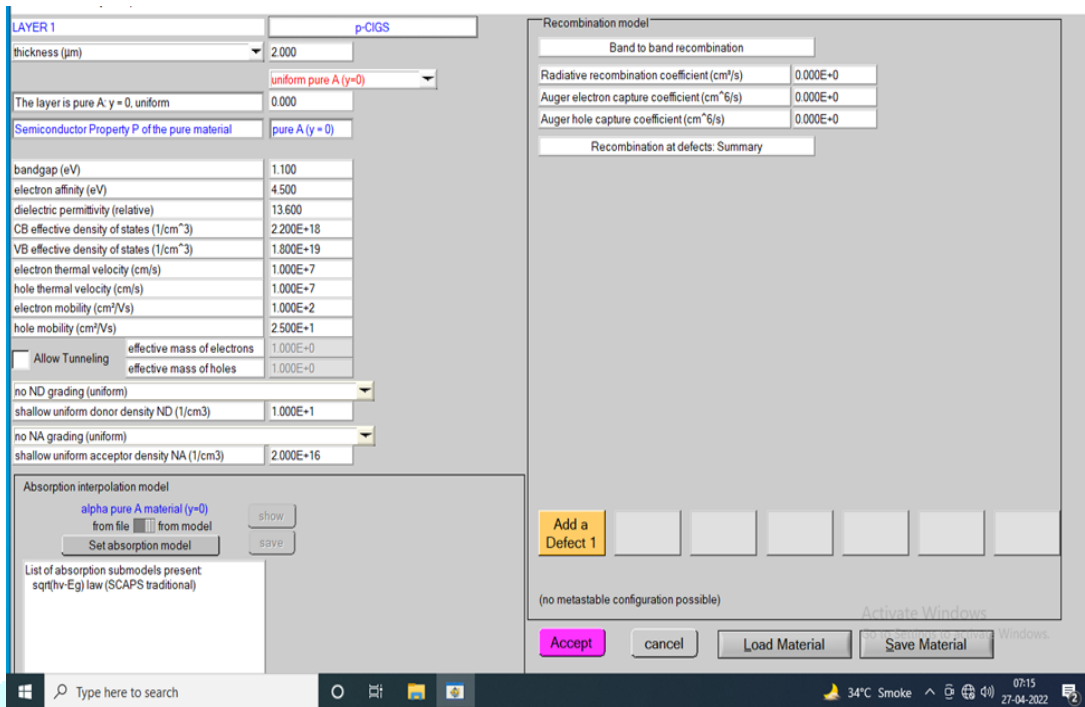 LAYER 1 p-CIGS
thickness (µm) 2.000
uniform pure A (y=0)
The layer is pure A: y = 0, uniform 0.000
Semiconductor Property P of the pure material pure A (y = 0)
bandgap (eV) 1.100
electron affinity (eV) 4.500
dielectric permittivity (relative) 13.600
CB effective density of states (1/cm^3) 2.200E+18
VB effective density of states (1/cm^3) 1.800E+19
electron thermal velocity (cm/s) 1.000E+7
hole thermal velocity (cm/s) 1.000E+7
electron mobility (cm²/Vs) 1.000E+2
hole mobility (cm²/Vs) 2.500E+1
Allow Tunneling
effective mass of electrons 1.000E+0
effective mass of holes 1.000E+0
no ND grading (uniform)
shallow uniform donor density ND (1/cm3) 1.000E+1
no NA grading (uniform)
shallow uniform acceptor density NA (1/cm3) 2.000E+16
Absorption interpolation model
alpha pure A material (y=0)
from file from model
show
Set absorption model
save
List of absorption submodels present
sqrt(hv-Eg) law (SCAPS traditional)
Recombination model
Band to band recombination
Radiative recombination coefficient (cm³/s) 0.000E+0
Auger electron capture coefficient (cm^6/s) 0.000E+0
Auger hole capture coefficient (cm^6/s) 0.000E+0
Recombination at defects: Summary
Add a
Defect 1
(no metastable configuration possible)
Activate Windows
Go to Settings to activate Windows.
Accept cancel Load Material Save Material
Type here to search
34°C Smoke
07:15
27-04-2022
2